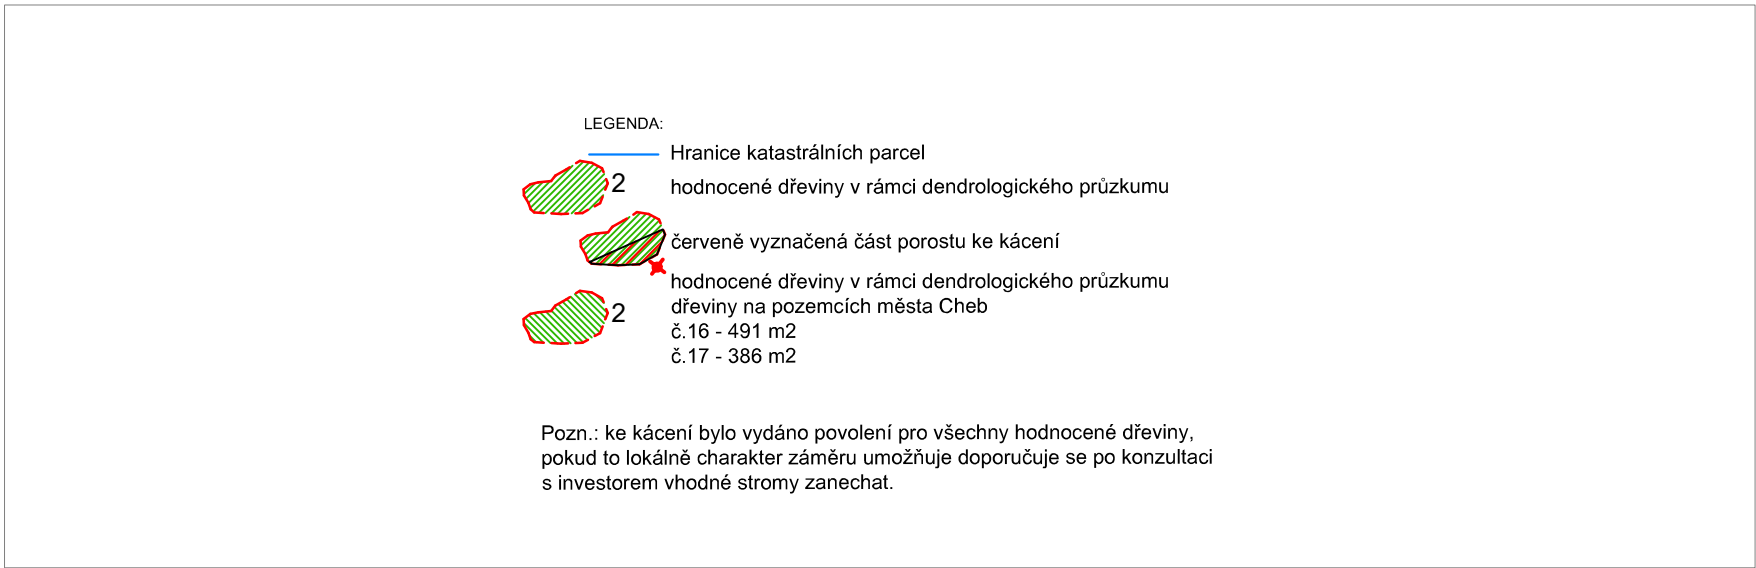 LEGENDA:
Hranice katastrálních parcel
2
hodnocené dřeviny v rámci dendrologického průzkumu
červeně vyznačená část porostu ke kácení
hodnocené dřeviny v rámci dendrologického průzkumu
2
dřeviny na pozemcích města Cheb
č.16 - 491 m2
č.17 - 386 m2
Pozn.: ke kácení bylo vydáno povolení pro všechny hodnocené dřeviny,
pokud to lokálně charakter záměru umožňuje doporučuje se po konzultaci
s investorem vhodné stromy zanechat.